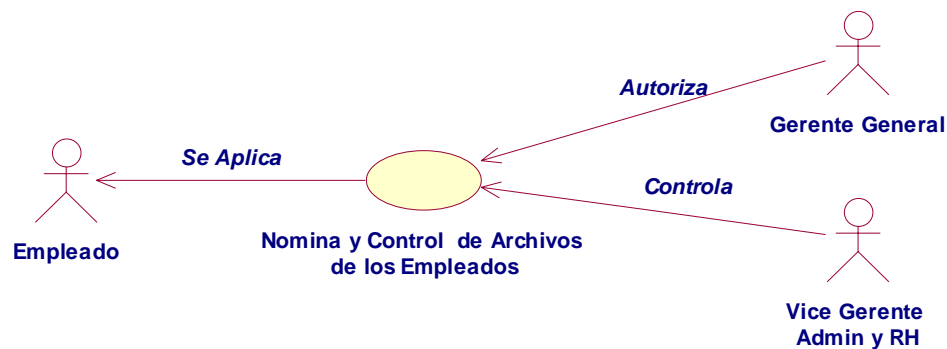 Autoriza
Gerente General
Se Aplica
Empleado
Nomina y Control de Archivos
de los Empleados
Controla
Vice Gerente
Admin y RH